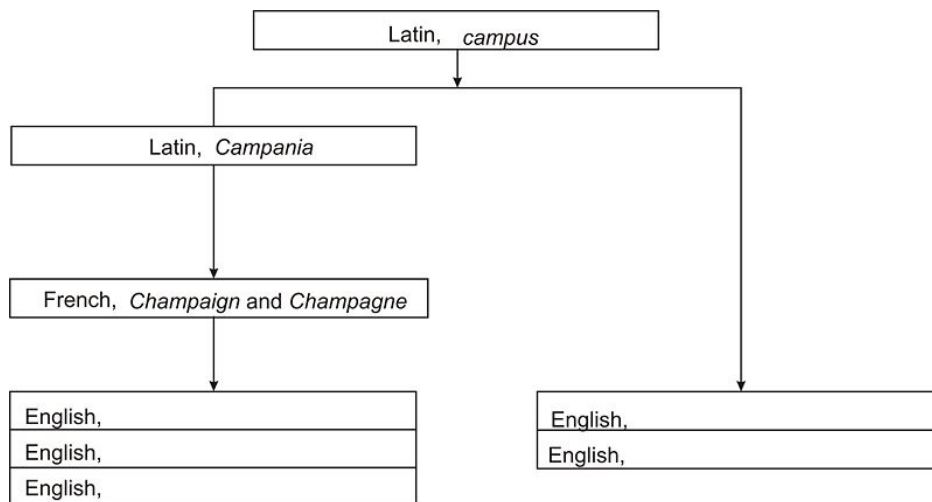 Latin, campus
Latin, Campania
French, Champaign and Champagne
English,
English,
English,
English,
English,